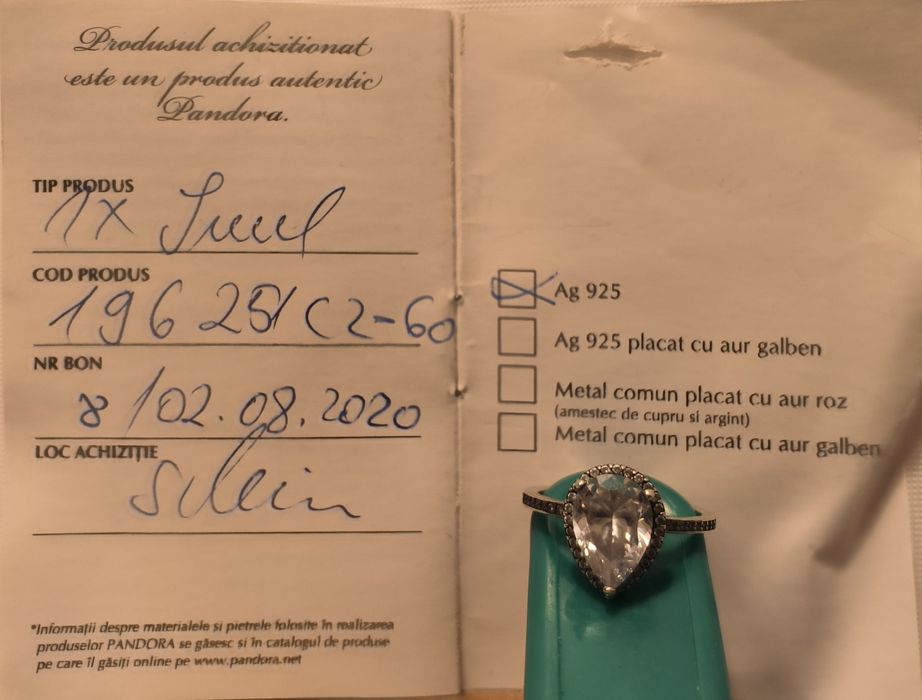 Produsul achizitionat
este un produs autentic
Pandora.
TIP PRODUS
1x Inel
COD PRODUS
196251CZ-60
NR BON
8/02.08.2020
LOC ACHIZIȚIE
*Informații despre materialele si pietrele folosite în realizarea
produselor PANDORA se găsesc si în catalogul de produse
pe care îl găsiți online pe www.pandora.net
Ag 925
Ag 925 placat cu aur galben
Metal comun placat cu aur roz
(amestec de cupru si argint)
Metal comun placat cu aur galben